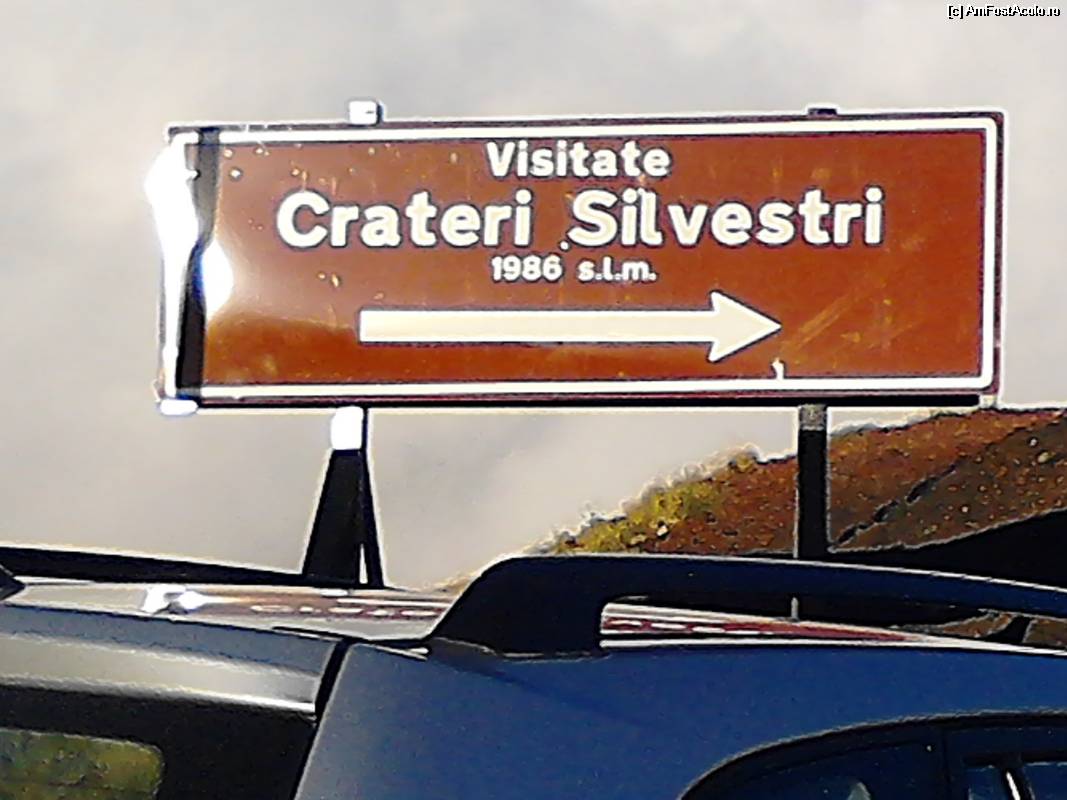 [c] AmFostAcolo.ro
Visitate
Crateri Silvestri
1986 s.l.m.